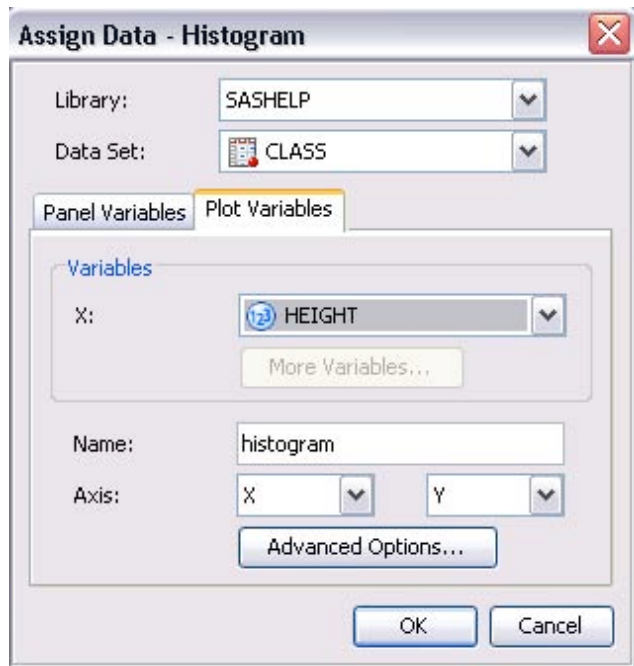 Assign Data - Histogram
Library: SASHELP
Data Set: CLASS
Panel Variables Plot Variables
Variables
X: 123 HEIGHT
More Variables...
Name: histogram
Axis: X Y
Advanced Options...
OK Cancel